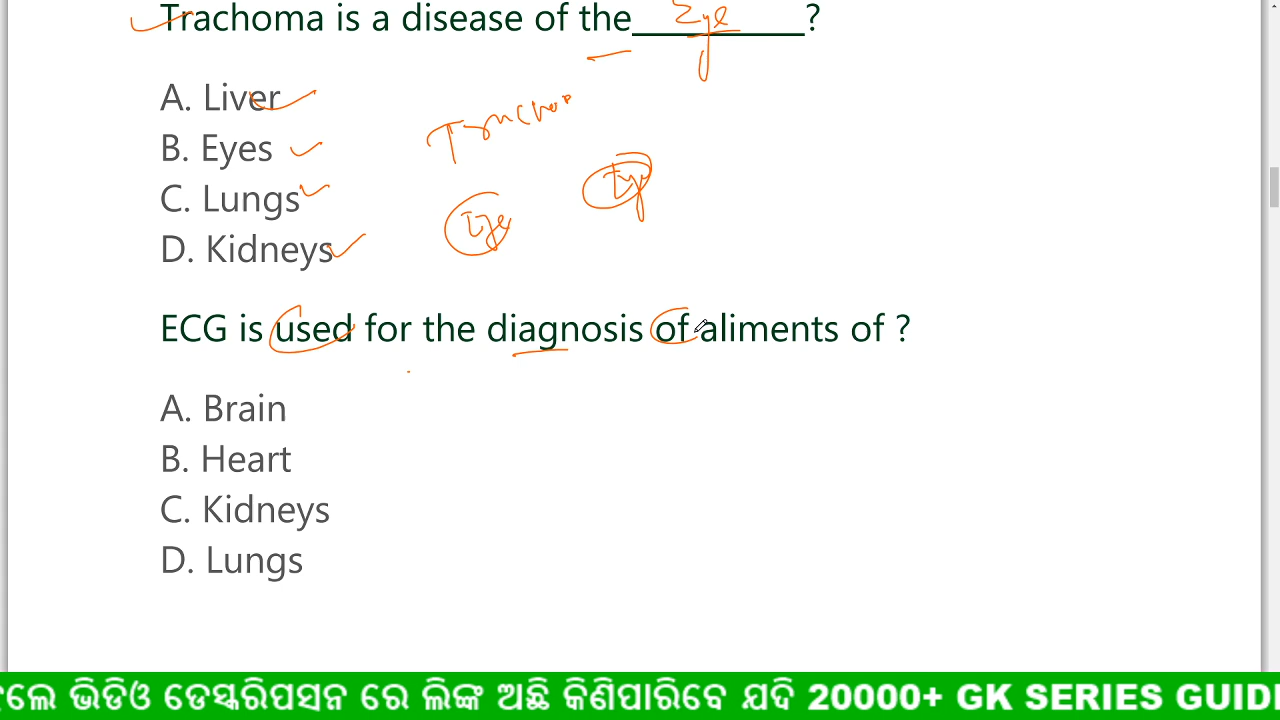 Trachoma is a disease of the__________?
Eye
A. Liver
B. Eyes
C. Lungs
D. Kidneys
Eye
Eye
ECG is used for the diagnosis of aliments of ?
A. Brain
B. Heart
C. Kidneys
D. Lungs
ଲେ ଭିଡିଓ ଡେସ୍କରିପସନ ରେ ଲିଙ୍କ ଅଛି କିଣିପାରିବେ ଯଦି 20000+ GK SERIES GUID